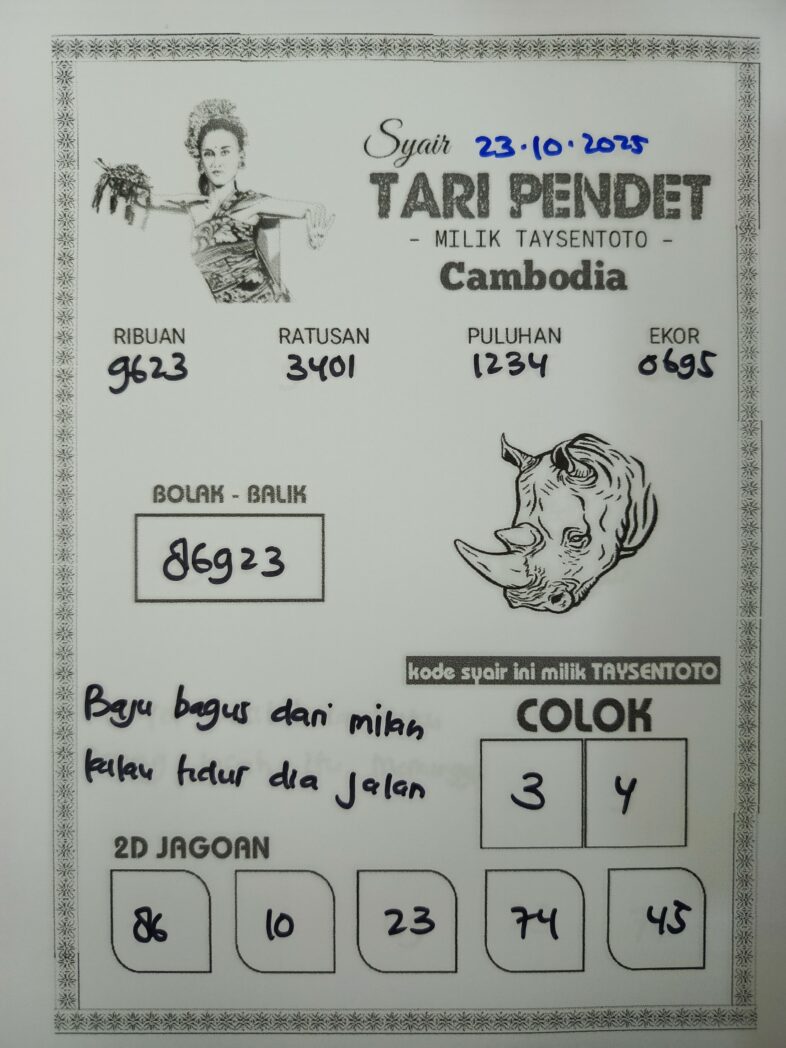 Syair 23.10.2025
TARI PENDET
- MILIK TAYSENTOTO -
Cambodia
RIBUAN RATUSAN PULUHAN EKOR
9623 3401 1234 0695
BOLAK - BALIK
86923
kode syair ini milik TAYSENTOTO
Baju bagus dari milan
kalau tidur dia jalan
COLOK
3 4
2D JAGOAN
86 10 23 74 45